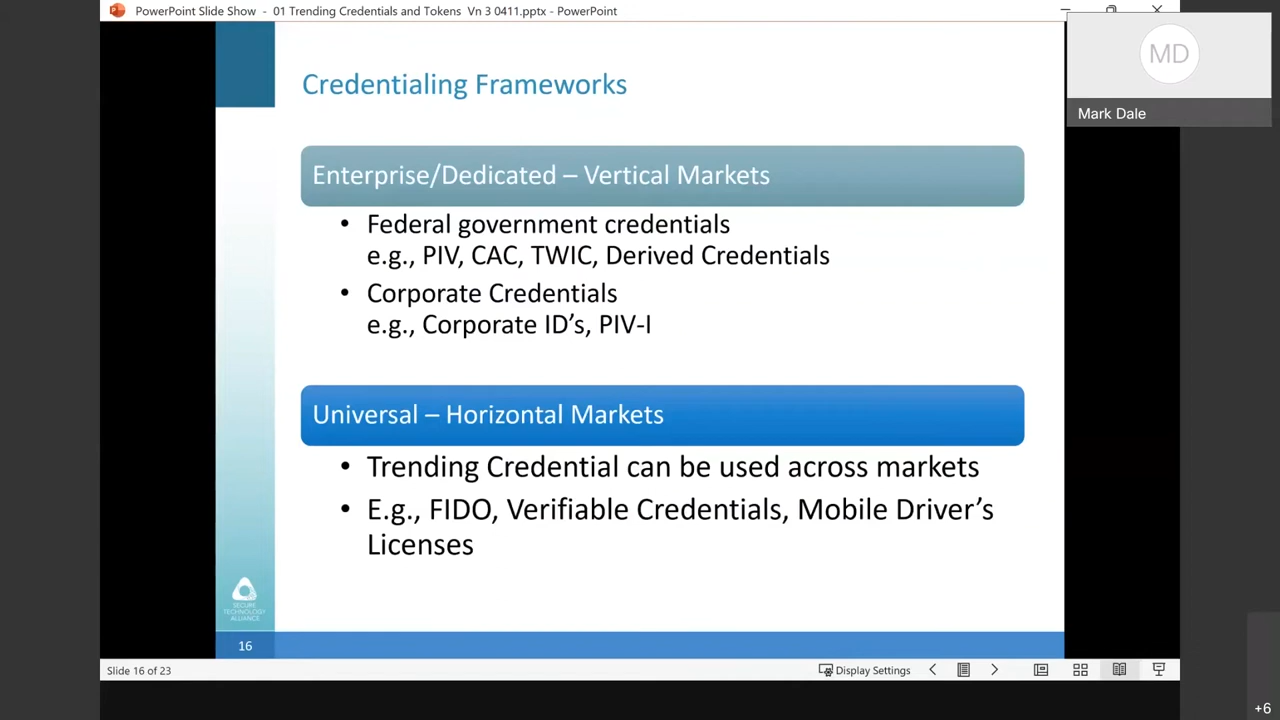 PowerPoint Slide Show - 01 Trending Credentials and Tokens Vn 3 0411.pptx - PowerPoint
MD
Mark Dale
Credentialing Frameworks
Enterprise/Dedicated – Vertical Markets
• Federal government credentials
e.g., PIV, CAC, TWIC, Derived Credentials
• Corporate Credentials
e.g., Corporate ID’s, PIV-I
Universal – Horizontal Markets
• Trending Credential can be used across markets
• E.g., FIDO, Verifiable Credentials, Mobile Driver’s
Licenses
SECURE
TECHNOLOGY
ALLIANCE
16
Slide 16 of 23
Display Settings
+6